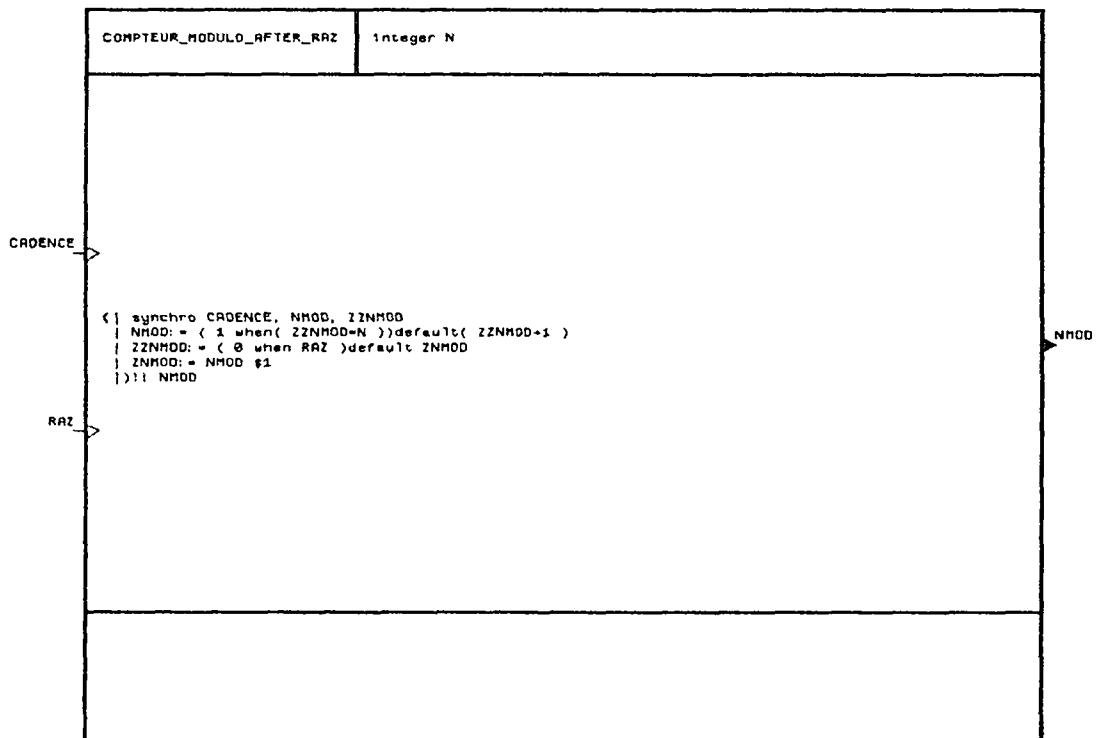 COMPTEUR_MODULO_AFTER_RAZ
integer N
CADENCE
(| synchro CADENCE, NMOD, ZZNMOD
| NMOD:= ( 1 when( ZZNMOD=N ))default( ZZNMOD+1 )
| ZZNMOD:= ( 0 when RAZ )default ZNMOD
| ZNMOD:= NMOD $1
|)!! NMOD
NMOD
RAZ